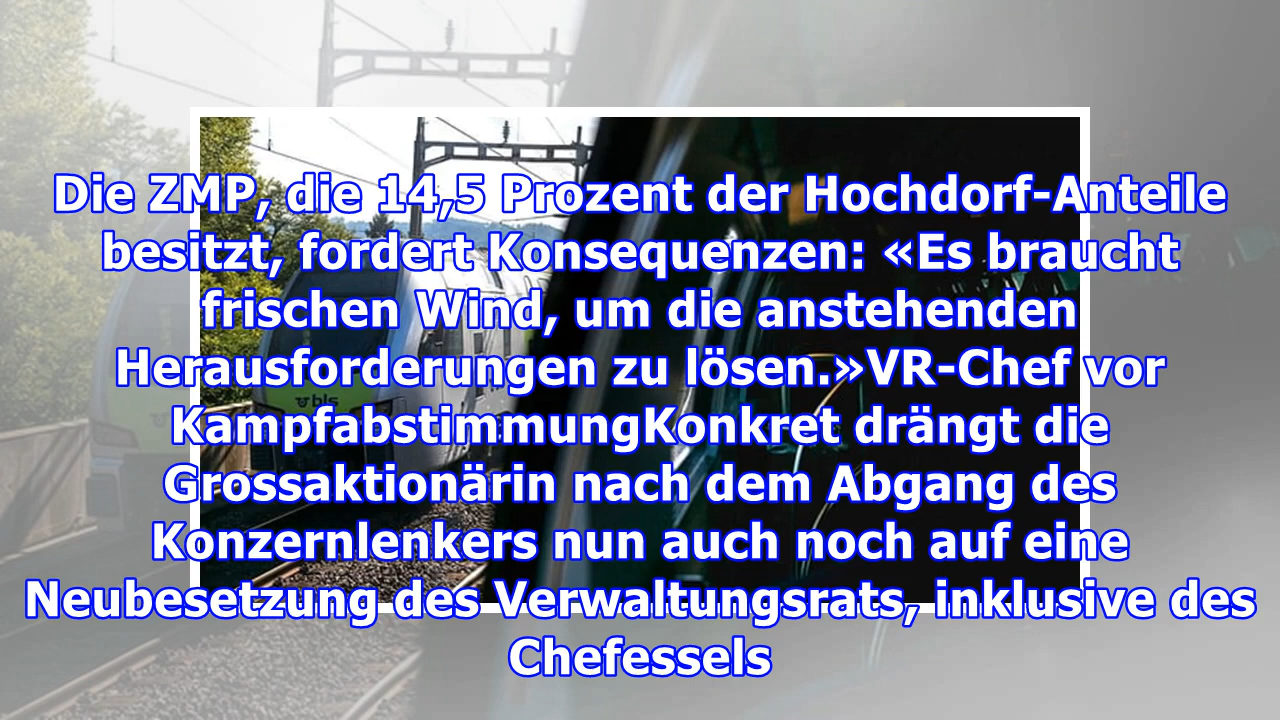 Die ZMP, die 14,5 Prozent der Hochdorf-Anteile
besitzt, fordert Konsequenzen: «Es braucht
frischen Wind, um die anstehenden
Herausforderungen zu lösen.»VR-Chef vor
KampfabstimmungKonkret drängt die
Grossaktionärin nach dem Abgang des
Konzernlenkers nun auch noch auf eine
Neubesetzung des Verwaltungsrats, inklusive des
Chefessels
bls